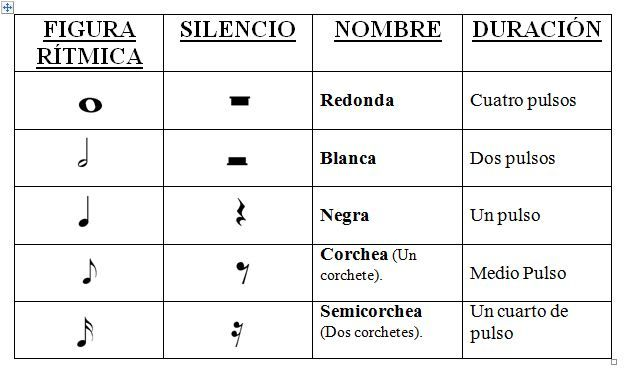 FIGURA RÍTMICA SILENCIO NOMBRE DURACIÓN
Redonda Cuatro pulsos
Blanca Dos pulsos
Negra Un pulso
Corchea (Un corchete). Medio Pulso
Semicorchea (Dos corchetes). Un cuarto de pulso